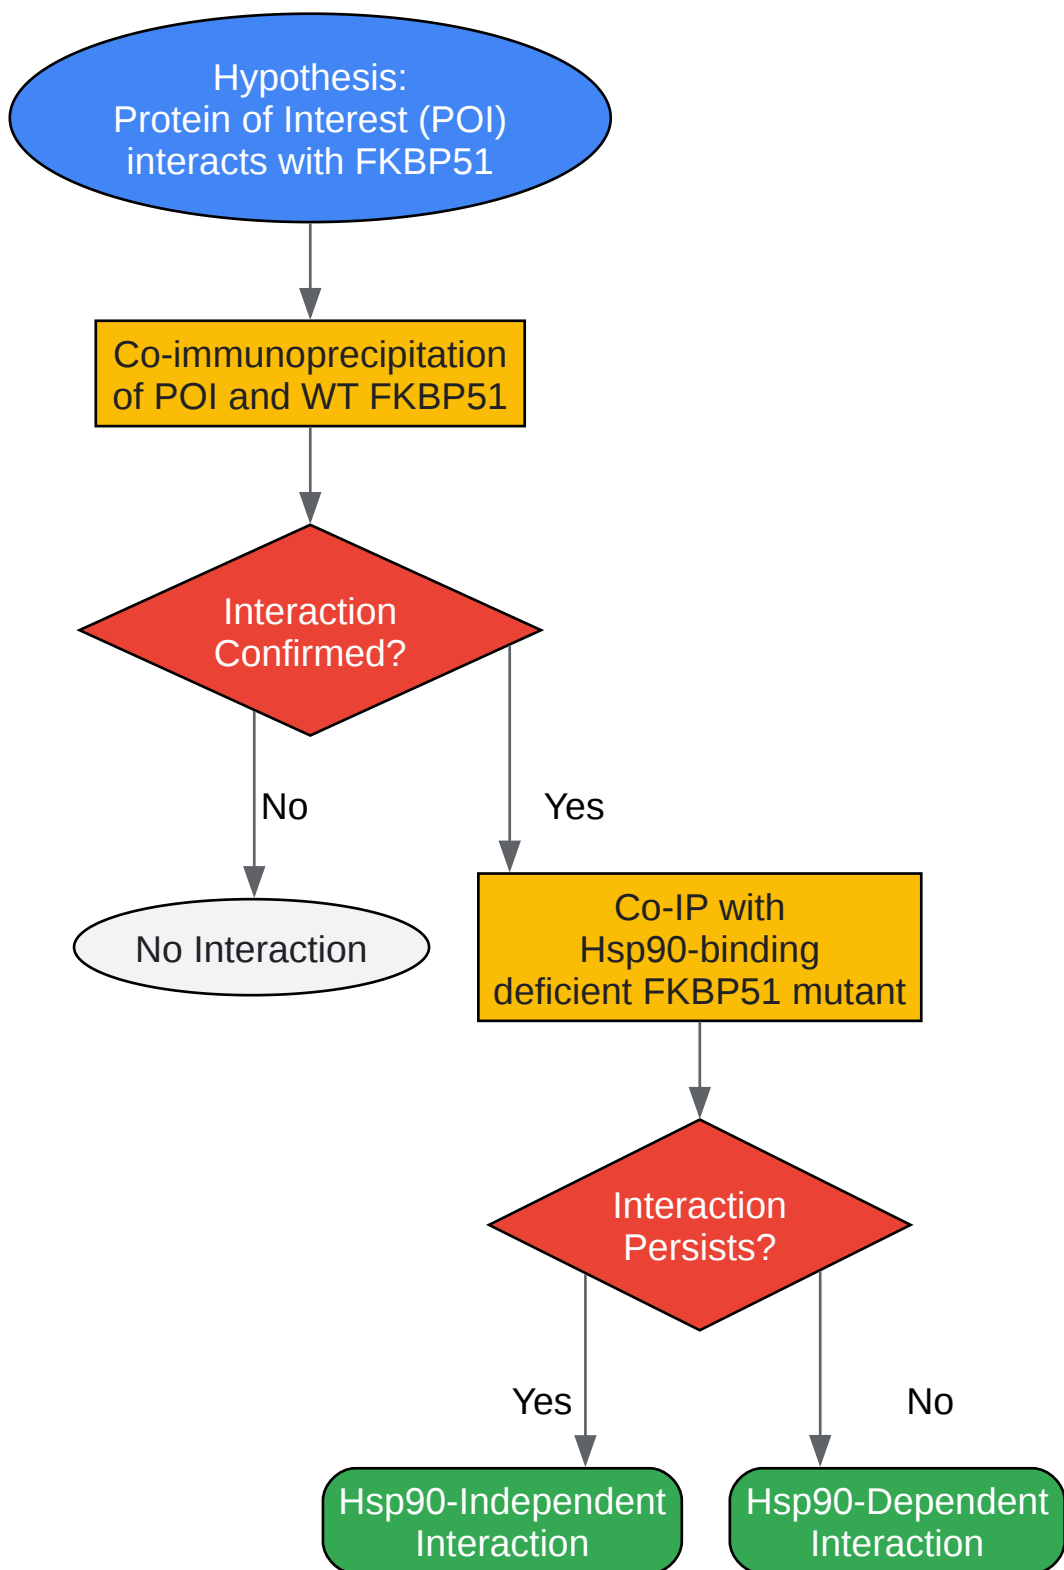 Hypothesis:
Protein of Interest (POI)
interacts with FKBP51
Co-immunoprecipitation
of POI and WT FKBP51
Interaction
Confirmed?
No
Yes
No Interaction
Co-IP with
Hsp90-binding
deficient FKBP51 mutant
Interaction
Persists?
Yes
No
Hsp90-Independent
Interaction
Hsp90-Dependent
Interaction